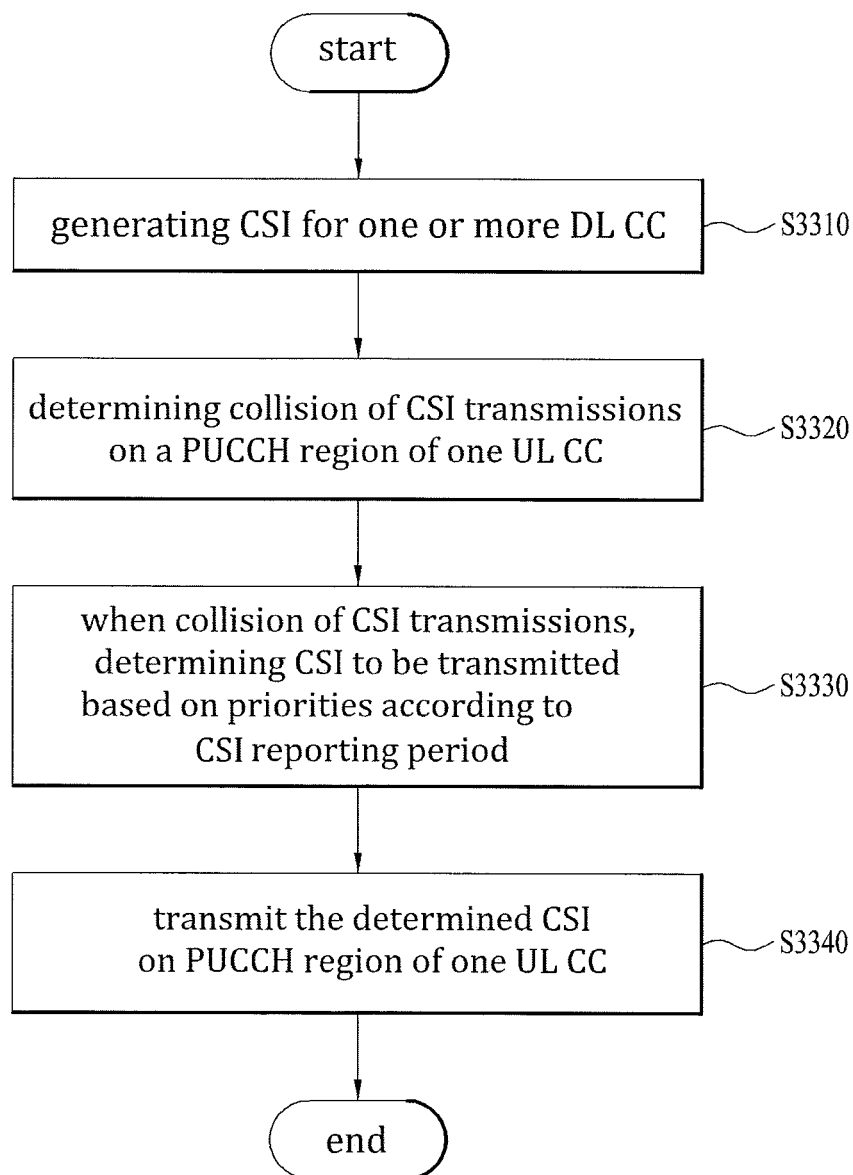 start
generating CSI for one or more DL CC
S3310
determining collision of CSI transmissions
on a PUCCH region of one UL CC
S3320
when collision of CSI transmissions,
determining CSI to be transmitted
based on priorities according to
CSI reporting period
S3330
transmit the determined CSI
on PUCCH region of one UL CC
S3340
end